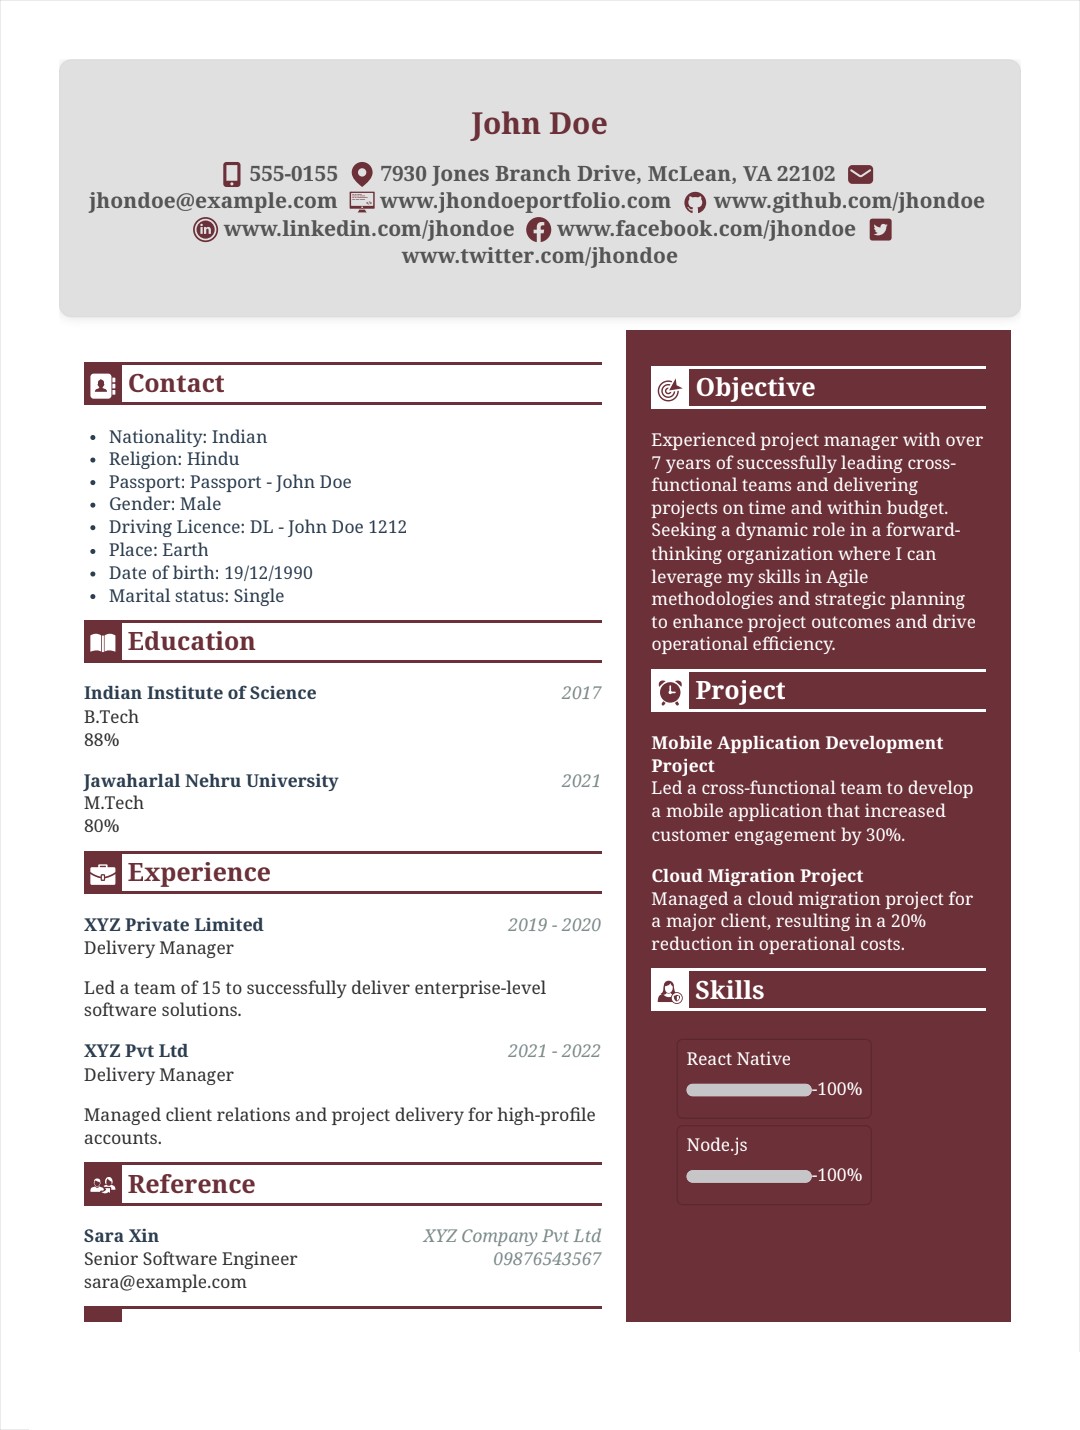 John Doe
555-0155 7930 Jones Branch Drive, McLean, VA 22102
jhondoe@example.com www.jhondoeportfolio.com www.github.com/jhondoe
www.linkedin.com/jhondoe www.facebook.com/jhondoe
www.twitter.com/jhondoe
Contact
• Nationality: Indian
• Religion: Hindu
• Passport: Passport - John Doe
• Gender: Male
• Driving Licence: DL - John Doe 1212
• Place: Earth
• Date of birth: 19/12/1990
• Marital status: Single
Education
Indian Institute of Science 2017
B.Tech
88%
Jawaharlal Nehru University 2021
M.Tech
80%
Experience
XYZ Private Limited 2019 - 2020
Delivery Manager
Led a team of 15 to successfully deliver enterprise-level
software solutions.
XYZ Pvt Ltd 2021 - 2022
Delivery Manager
Managed client relations and project delivery for high-profile
accounts.
Reference
Sara Xin XYZ Company Pvt Ltd
Senior Software Engineer 09876543567
sara@example.com
Objective
Experienced project manager with over
7 years of successfully leading cross-
functional teams and delivering
projects on time and within budget.
Seeking a dynamic role in a forward-
thinking organization where I can
leverage my skills in Agile
methodologies and strategic planning
to enhance project outcomes and drive
operational efficiency.
Project
Mobile Application Development
Project
Led a cross-functional team to develop
a mobile application that increased
customer engagement by 30%.
Cloud Migration Project
Managed a cloud migration project for
a major client, resulting in a 20%
reduction in operational costs.
Skills
React Native
-100%
Node.js
-100%